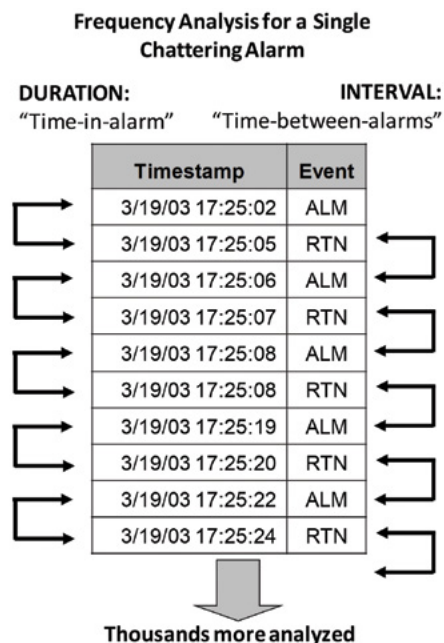 Frequency Analysis for a Single
Chattering Alarm
DURATION: INTERVAL:
“Time-in-alarm” “Time-between-alarms”
Timestamp Event
3/19/03 17:25:02 ALM
3/19/03 17:25:05 RTN
3/19/03 17:25:06 ALM
3/19/03 17:25:07 RTN
3/19/03 17:25:08 ALM
3/19/03 17:25:08 RTN
3/19/03 17:25:19 ALM
3/19/03 17:25:20 RTN
3/19/03 17:25:22 ALM
3/19/03 17:25:24 RTN
Thousands more analyzed